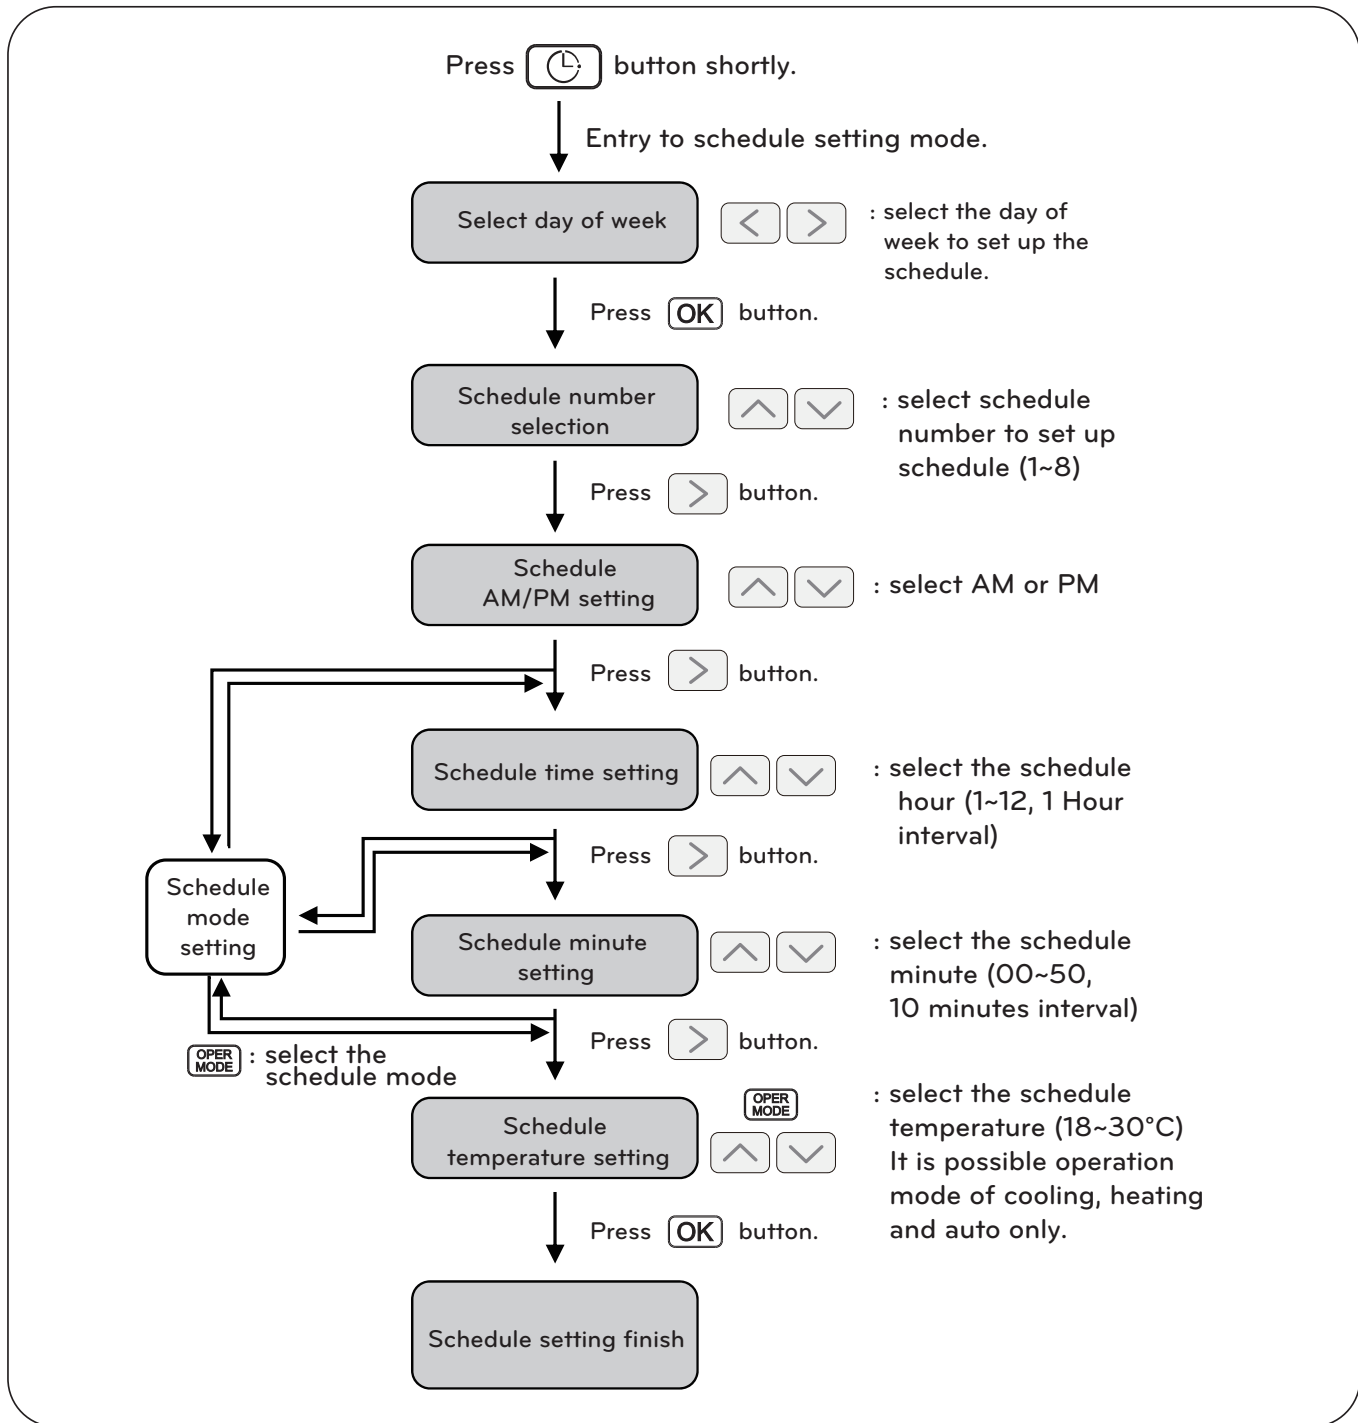 Press button shortly.
Entry to schedule setting mode.
Select day of week
: select the day of
week to set up the
schedule.
Press OK button.
Schedule number
selection
: select schedule
number to set up
schedule (1~8)
Press > button.
Schedule
AM/PM setting
: select AM or PM
Press > button.
Schedule time setting
: select the schedule
hour (1~12, 1 Hour
interval)
Press > button.
Schedule
mode
setting
Schedule minute
setting
: select the schedule
minute (00~50,
10 minutes interval)
Press > button.
OPER
MODE
: select the
schedule mode
Schedule
temperature setting
OPER
MODE
: select the schedule
temperature (18~30°C)
It is possible operation
mode of cooling, heating
and auto only.
Press OK button.
Schedule setting finish